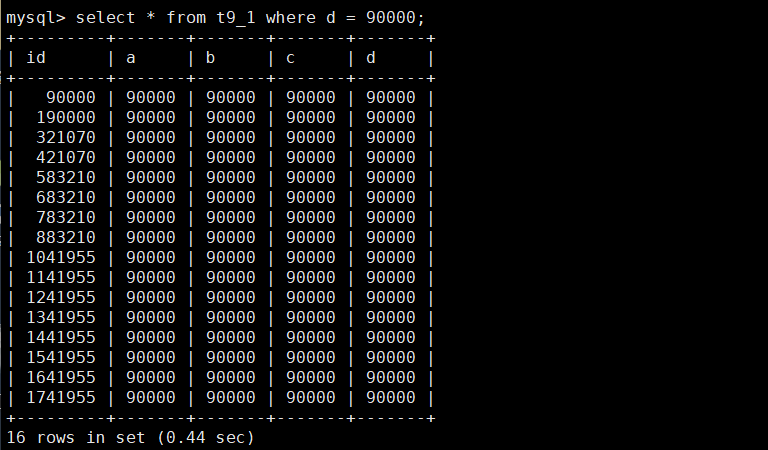 mysql> select * from t9_1 where d = 90000;
+---------+-------+-------+-------+-------+
| id      | a     | b     | c     | d     |
+---------+-------+-------+-------+-------+
|   90000 | 90000 | 90000 | 90000 | 90000 |
|  190000 | 90000 | 90000 | 90000 | 90000 |
|  321070 | 90000 | 90000 | 90000 | 90000 |
|  421070 | 90000 | 90000 | 90000 | 90000 |
|  583210 | 90000 | 90000 | 90000 | 90000 |
|  683210 | 90000 | 90000 | 90000 | 90000 |
|  783210 | 90000 | 90000 | 90000 | 90000 |
|  883210 | 90000 | 90000 | 90000 | 90000 |
| 1041955 | 90000 | 90000 | 90000 | 90000 |
| 1141955 | 90000 | 90000 | 90000 | 90000 |
| 1241955 | 90000 | 90000 | 90000 | 90000 |
| 1341955 | 90000 | 90000 | 90000 | 90000 |
| 1441955 | 90000 | 90000 | 90000 | 90000 |
| 1541955 | 90000 | 90000 | 90000 | 90000 |
| 1641955 | 90000 | 90000 | 90000 | 90000 |
| 1741955 | 90000 | 90000 | 90000 | 90000 |
+---------+-------+-------+-------+-------+
16 rows in set (0.44 sec)